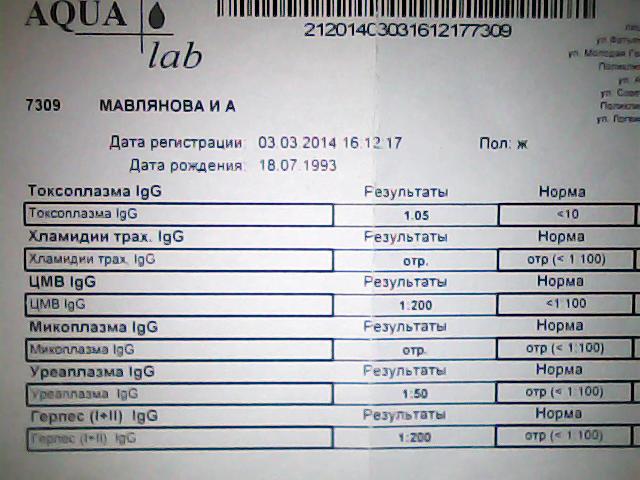 AQUA
lab
212014C3031612177309
ул. Молодая Гв
7309 МАВЛЯНОВА И А
Дата регистрации: 03.03.2014 16:12:17 Пол: ж
Дата рождения: 18.07.1993
Токсоплазма IgG Результаты Норма
Токсоплазма IgG 1.05 <10
Хламидии трах. IgG Результаты Норма
Хламидии трах. IgG отр. отр (< 1:100)
ЦМВ IgG Результаты Норма
ЦМВ IgG 1:200 <1:100
Микоплазма IgG Результаты Норма
Микоплазма IgG отр. отр (< 1:100)
Уреаплазма IgG Результаты Норма
Уреаплазма IgG 1:50 отр (< 1:100)
Герпес (I+II) IgG Результаты Норма
Герпес (I+II) IgG 1:200 отр (< 1:100)